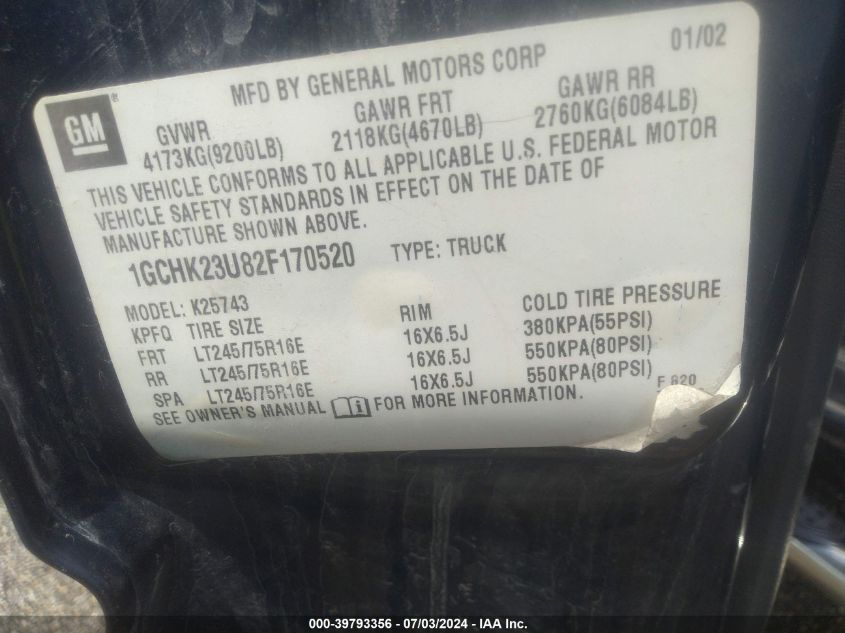 01/02
MFD BY GENERAL MOTORS CORP
GM®
GVWR GAWR FRT GAWR RR
4173KG(9200LB) 2118KG(4670LB) 2760KG(6084LB)
THIS VEHICLE CONFORMS TO ALL APPLICABLE U.S. FEDERAL MOTOR
VEHICLE SAFETY STANDARDS IN EFFECT ON THE DATE OF
MANUFACTURE SHOWN ABOVE.
1GCHK23U82F170520 TYPE: TRUCK
MODEL: K25743
KPFQ TIRE SIZE RIM COLD TIRE PRESSURE
FRT LT245/75R16E 16X6.5J 380KPA(55PSI)
RR LT245/75R16E 16X6.5J 550KPA(80PSI)
SPA LT245/75R16E 16X6.5J 550KPA(80PSI)
SEE OWNER'S MANUAL FOR MORE INFORMATION. F 820
000-39793356 - 07/03/2024 - IAA Inc.